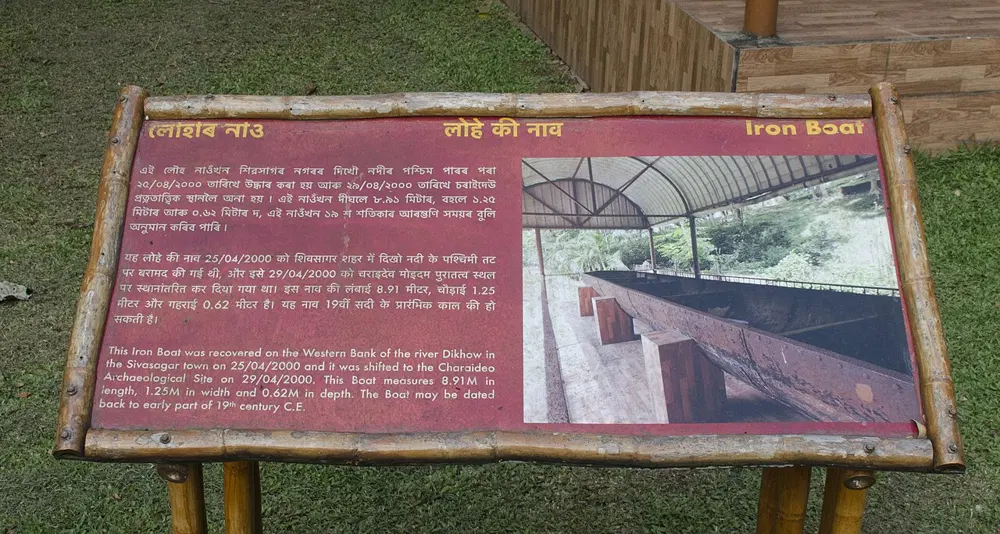 লোহাৰ নাও
लोहे की नाव
Iron Boat
এই লৌহ নাওঁখন শিৱসাগৰ নগৰৰ দিখৌ নদীৰ পশ্চিম পাৰৰ পৰা
২৫/০৪/২০০০ তাৰিখে উদ্ধাৰ কৰা হয় আৰু ২৯/০৪/২০০০ তাৰিখে চৰাইদেউ
প্ৰত্নতাত্ত্বিক স্থানলৈ অনা হয় । এই নাওঁখন দীঘলে ৮.৯১ মিটাৰ, বহলে ১.২৫
মিটাৰ আৰু ০.৬২ মিটাৰ দ, এই নাওঁখন ১৯ শ শতিকাৰ আৰম্ভণি সময়ৰ বুলি
অনুমান কৰিব পাৰি ।
यह लोहे की नाव 25/04/2000 को शिवसागर शहर में दिखो नदी के पश्चिमी तट
पर बरामद की गई थी, और इसे 29/04/2000 को चराइदेव मोइदम पुरातत्व स्थल
पर स्थानांतरित कर दिया गया था। इस नाव की लंबाई 8.91 मीटर, चौड़ाई 1.25
मीटर और गहराई 0.62 मीटर है। यह नाव 19वीं सदी के प्रारंभिक काल की हो
सकती है।
This Iron Boat was recovered on the Western Bank of the river Dikhow in
the Sivasagar town on 25/04/2000 and it was shifted to the Charaideo
Archaeological Site on 29/04/2000. This Boat measures 8.91M in
length, 1.25M in width and 0.62M in depth. The Boat may be dated
back to early part of 19th century C.E.